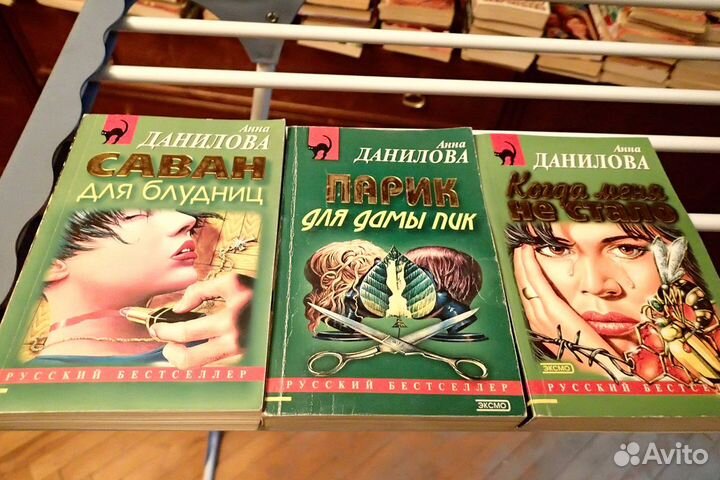 Анна
ДАНИЛОВА
САВАН
для блудниц
РУССКИЙ БЕСТСЕЛЛЕР
Анна
ДАНИЛОВА
ПАРИК
для дамы пик
РУССКИЙ БЕСТСЕЛЛЕР
ЭКСМО
Анна
ДАНИЛОВА
Когда меня
не стало
ЭКСМО
РУССКИЙ БЕСТСЕЛ
Avito